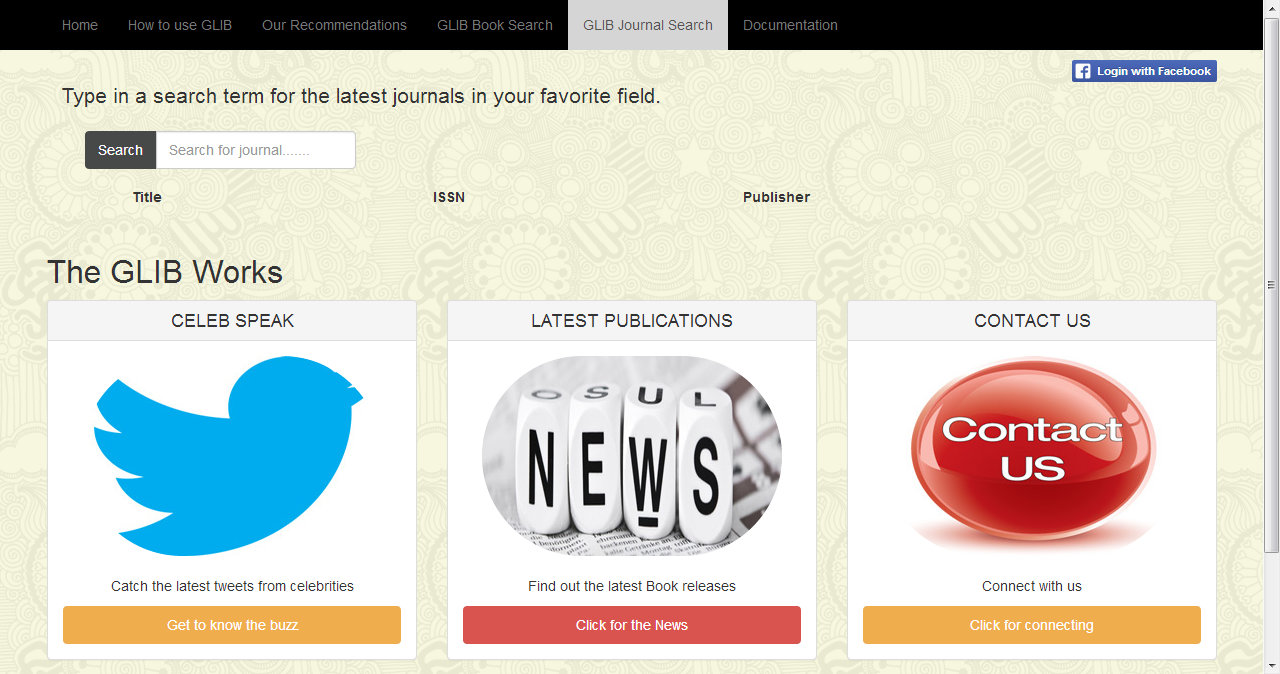 Home How to use GLIB Our Recommendations GLIB Book Search GLIB Journal Search Documentation
Login with Facebook
Type in a search term for the latest journals in your favorite field.
Search Search for journal.......
Title ISSN Publisher
The GLIB Works
CELEB SPEAK LATEST PUBLICATIONS CONTACT US
O S U L
NEWS
Contact
US
Catch the latest tweets from celebrities Find out the latest Book releases Connect with us
Get to know the buzz Click for the News Click for connecting